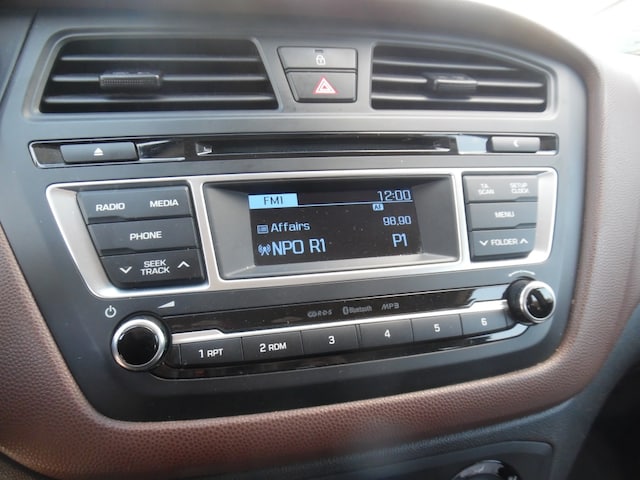 RADIO MEDIA
PHONE
SEEK
TRACK
FM1 12:00
AF
Affairs 98.90
NPO R1 P1
TA
SCAN
SETUP
CLOCK
MENU
FOLDER
R·D·S Bluetooth MP3
1 RPT 2 RDM 3 4 5 6